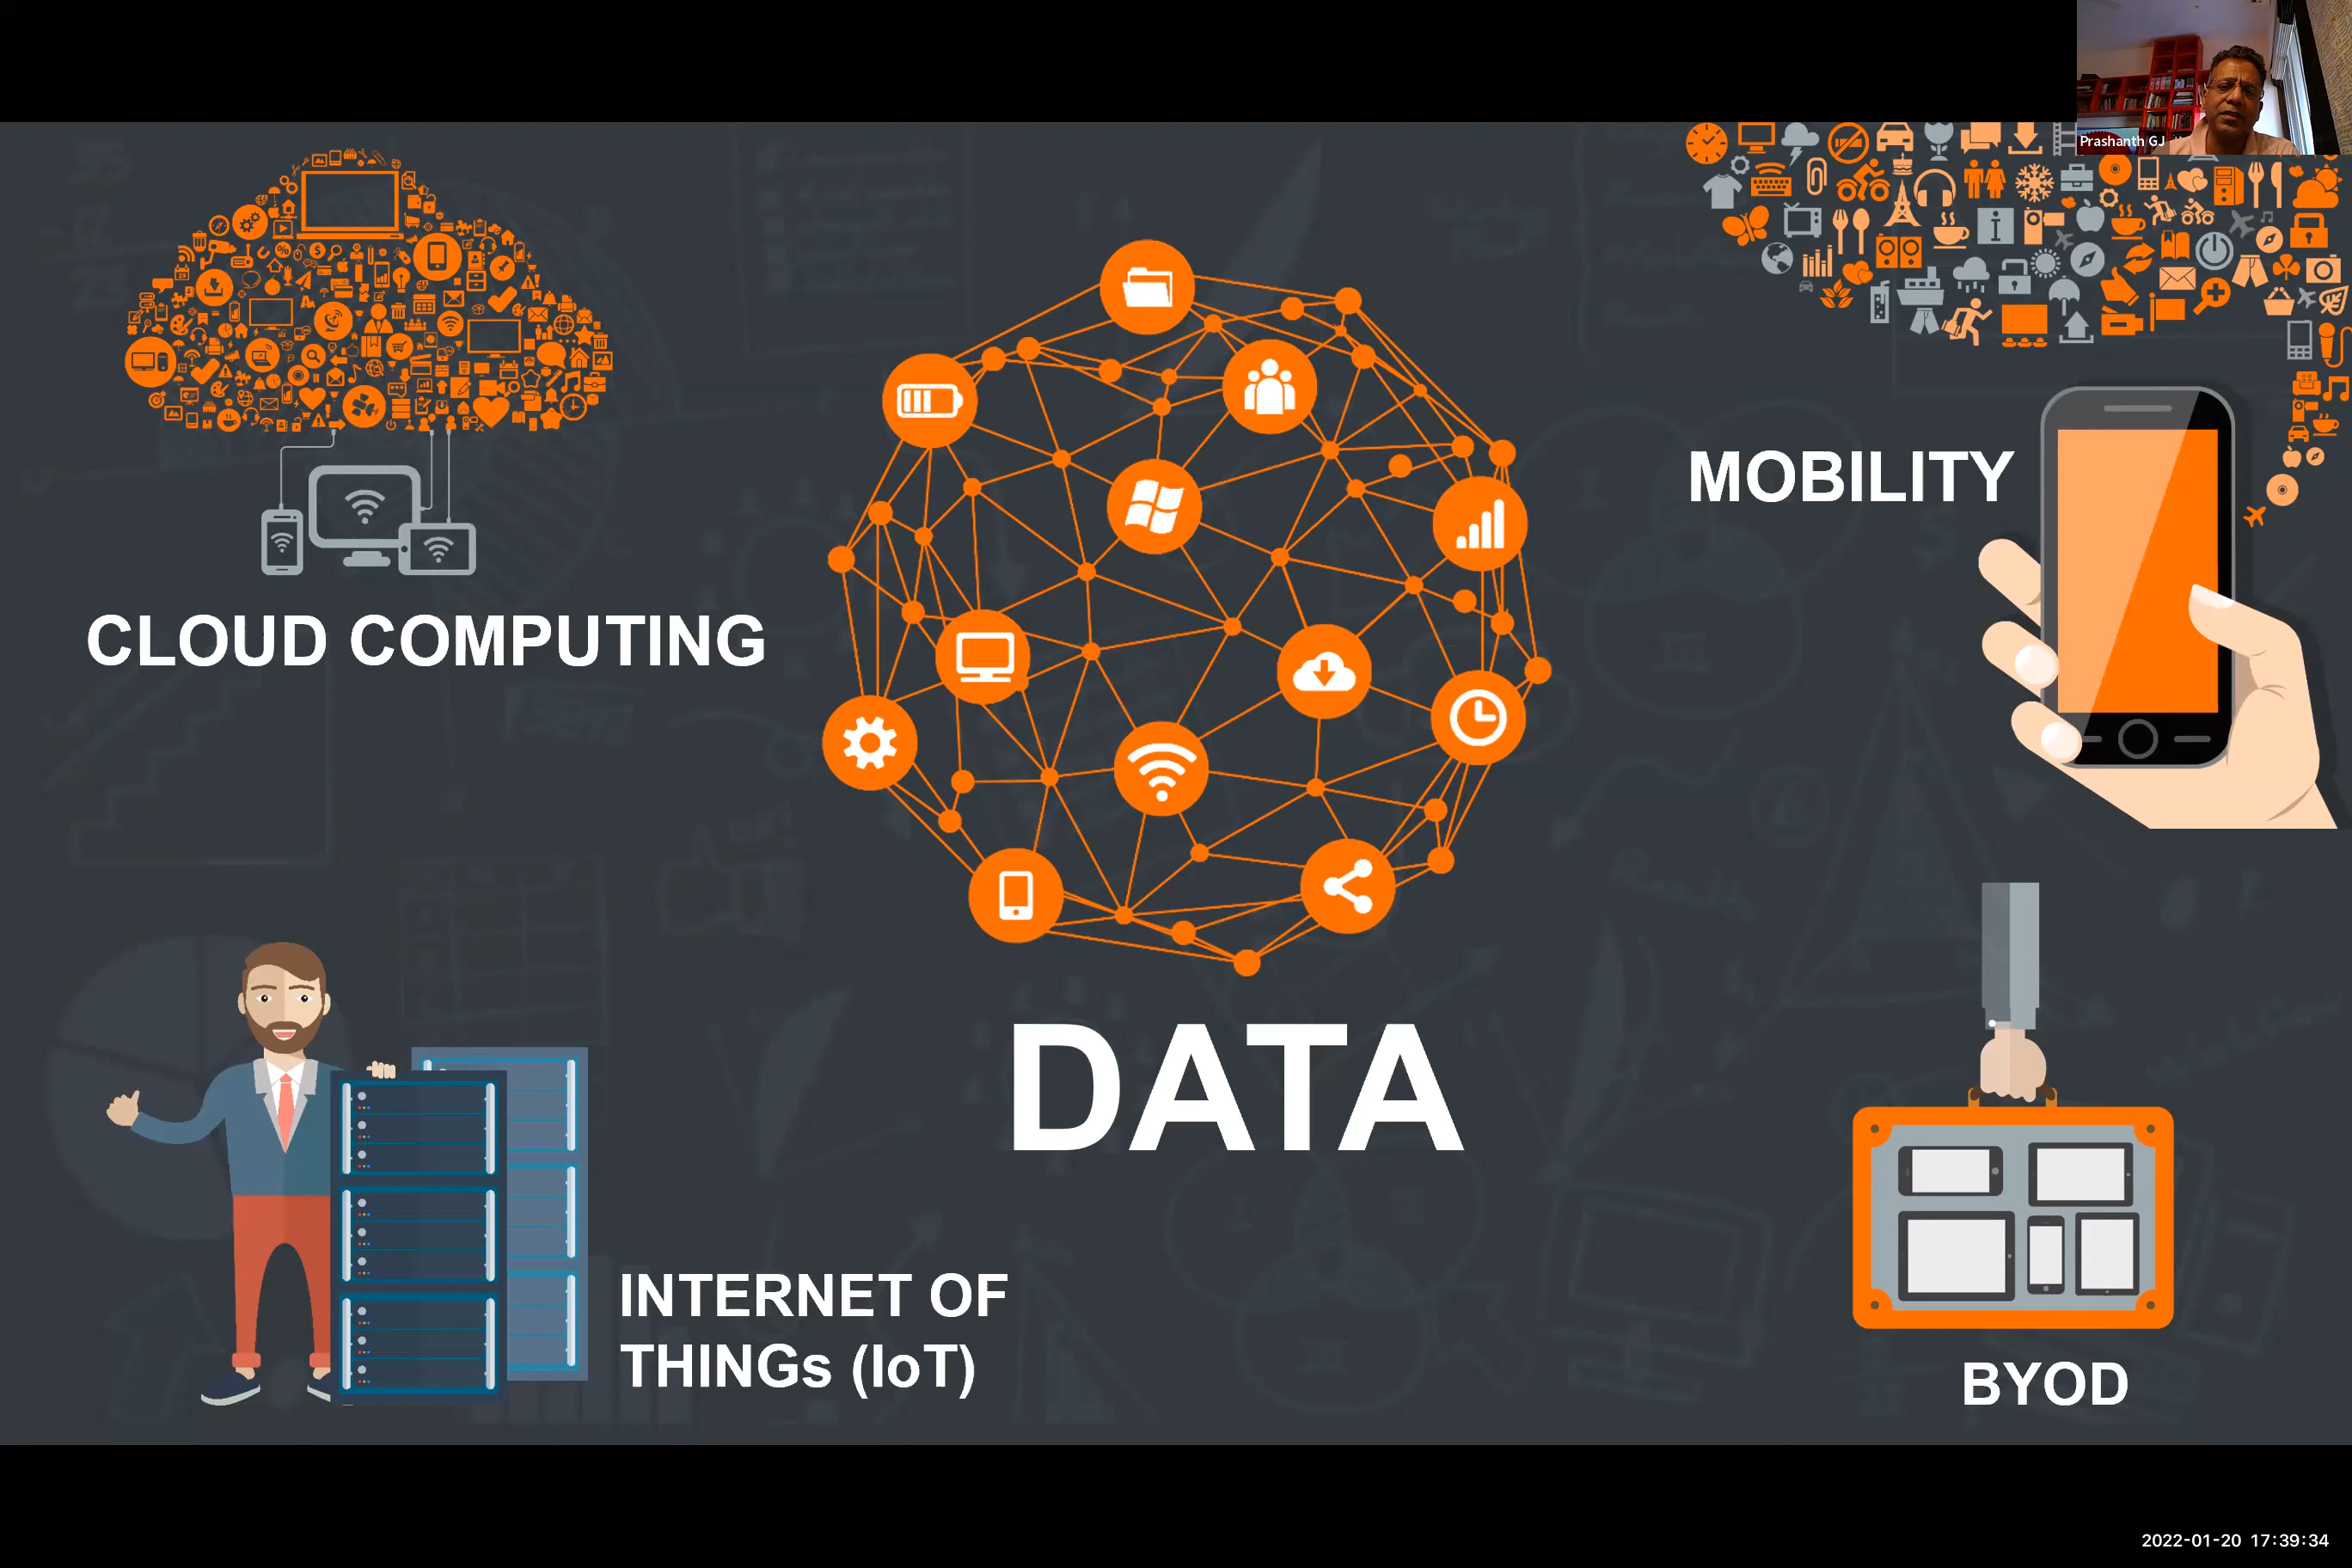 Prashanth GJ
MOBILITY
CLOUD COMPUTING
DATA
INTERNET OF
THINGs (IoT)
BYOD
2022-01-20 17:39:34